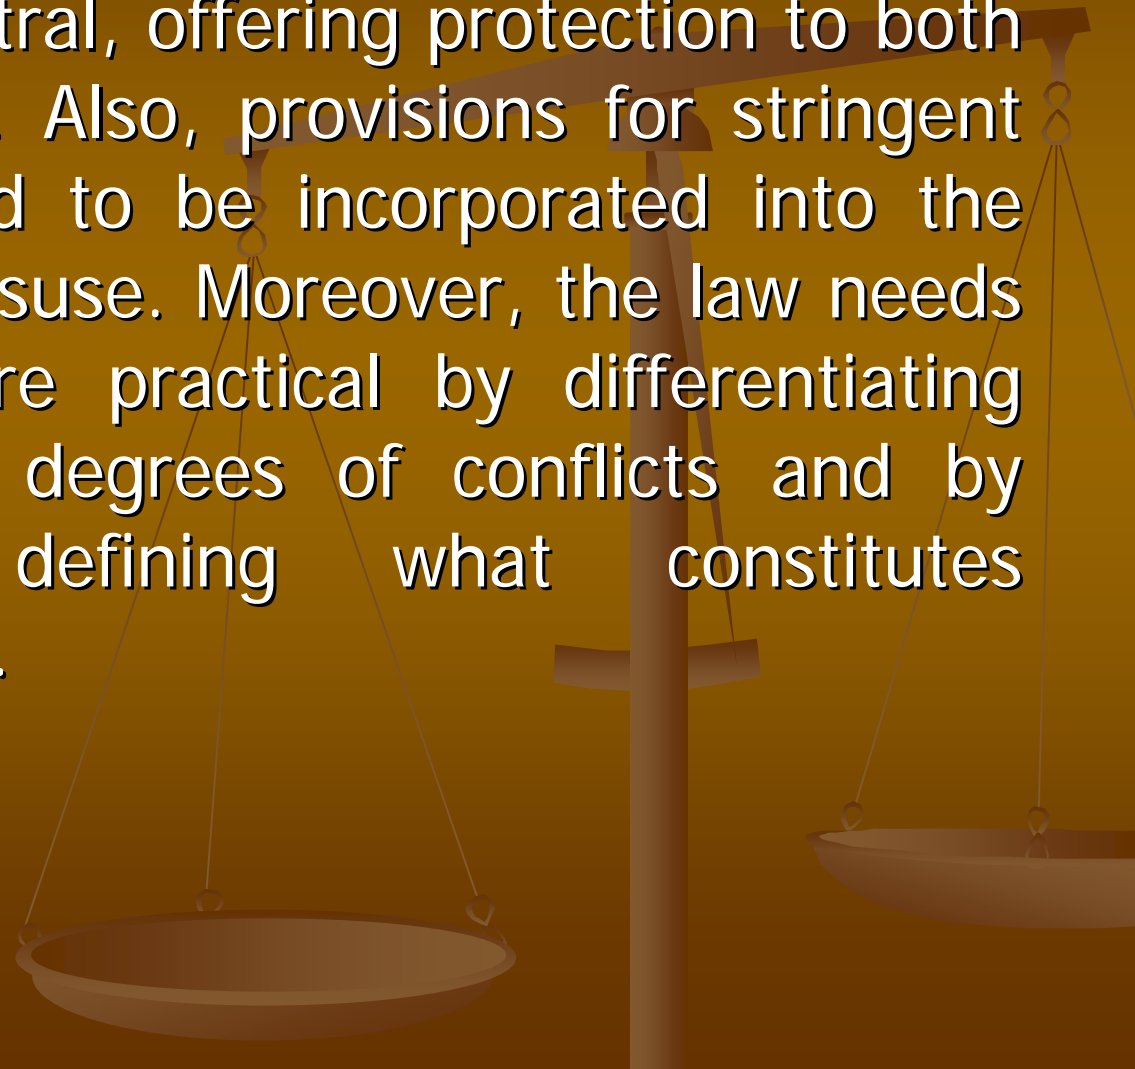 tral, offering protection to both
. Also, provisions for stringent
d to be incorporated into the
suse. Moreover, the law needs
re practical by differentiating
degrees of conflicts and by
defining what constitutes
.